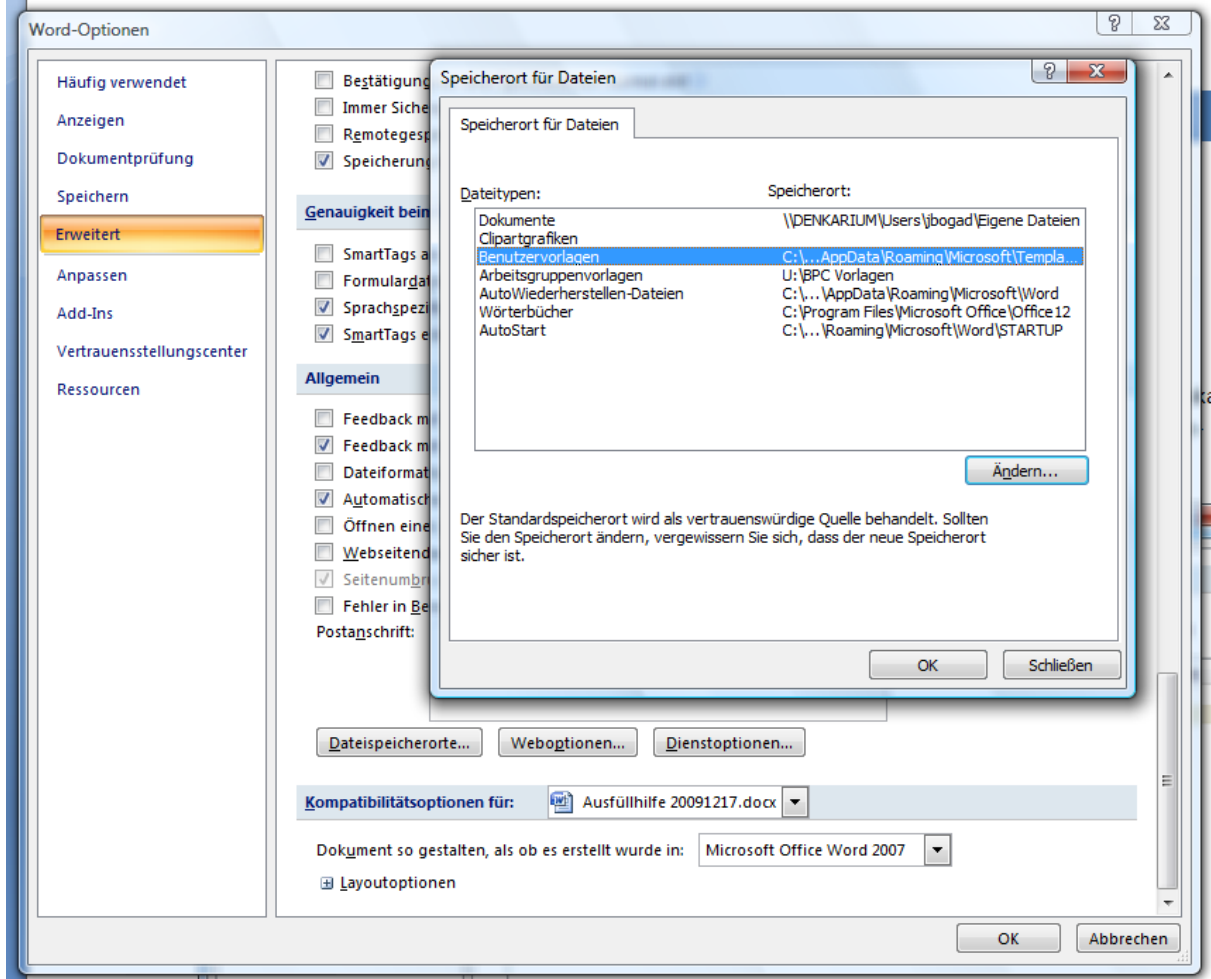 Word-Optionen
Häufig verwendet
Anzeigen
Dokumentprüfung
Speichern
Erweitert
Anpassen
Add-Ins
Vertrauensstellungscenter
Ressourcen
Bestätigung
Immer Siche
Remotegesp
Speicherung
Genauigkeit bein
SmartTags a
Formulardat
Sprachspezi
SmartTags e
Allgemein
Feedback m
Feedback m
Dateiformat
Automatisch
Öffnen eine
Webseitend
Seitenumbr
Fehler in Be
Postanschrift:
Dateispeicherorte... Weboptionen... Dienstoptionen...
Kompatibilitätsoptionen für: Ausfüllhilfe 20091217.docx
Dokument so gestalten, als ob es erstellt wurde in: Microsoft Office Word 2007
Layoutoptionen
OK Abbrechen
Speicherort für Dateien
Speicherort für Dateien
Dateitypen: Speicherort:
Dokumente \\DENKARIUM\Users\jbogad\Eigene Dateien
Clipartgrafiken
Benutzervorlagen C:\...AppData\Roaming\Microsoft\Templa...
Arbeitsgruppenvorlagen U:\BPC Vorlagen
AutoWiederherstellen-Dateien C:\...\AppData\Roaming\Microsoft\Word
Wörterbücher C:\Program Files\Microsoft Office\Office12
AutoStart C:\...\Roaming\Microsoft\Word\STARTUP
Ändern...
Der Standardspeicherort wird als vertrauenswürdige Quelle behandelt. Sollten
Sie den Speicherort ändern, vergewissern Sie sich, dass der neue Speicherort
sicher ist.
OK Schließen